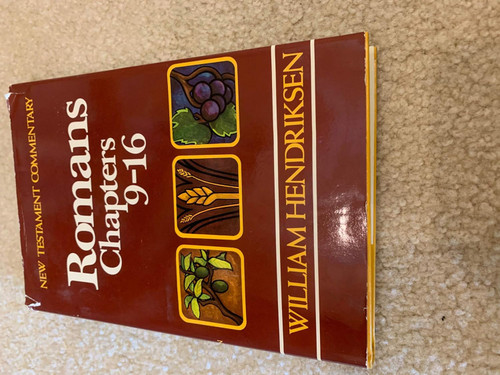 NEW TESTAMENT COMMENTARY
Romans
Chapters
9-16
WILLIAM HENDRIKSEN